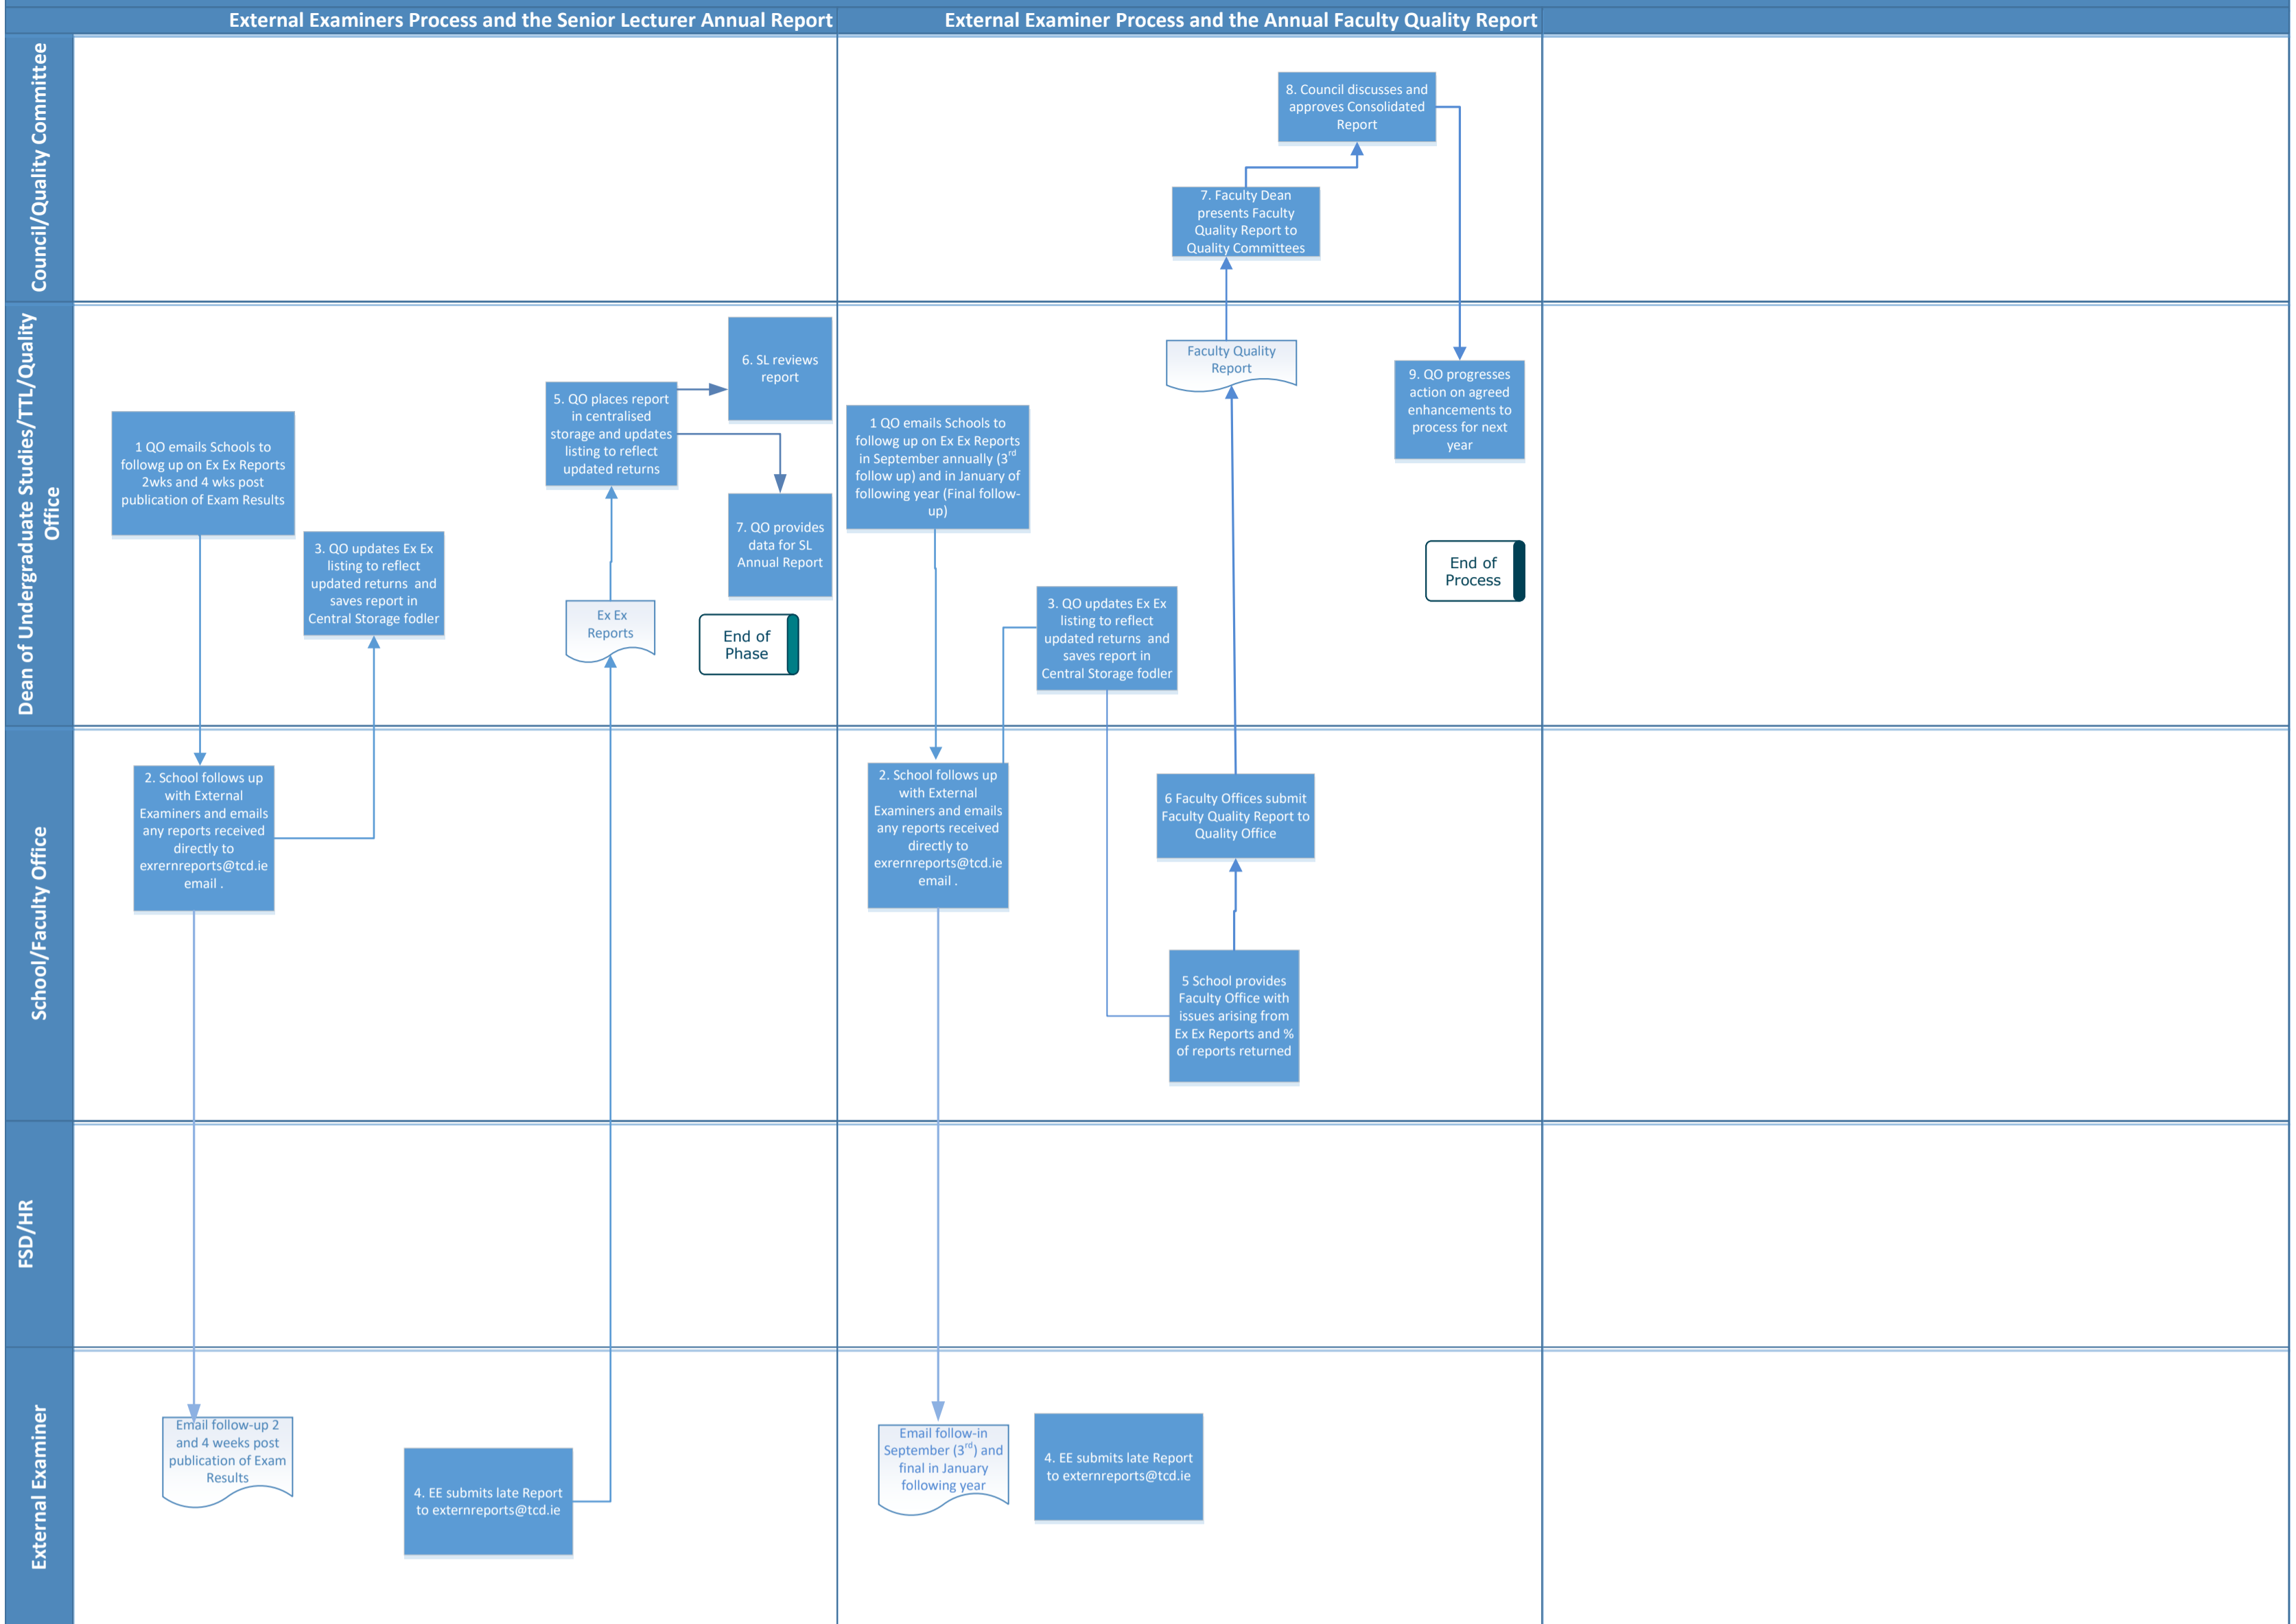 External Examiners Process and the Senior Lecturer Annual Report
External Examiner Process and the Annual Faculty Quality Report
Council/Quality Committee
8. Council discusses and
approves Consolidated
Report
7. Faculty Dean
presents Faculty
Quality Report to
Quality Committees
Dean of Undergraduate Studies/TTL/Quality
Office
1 QO emails Schools to
followg up on Ex Ex Reports
2wks and 4 wks post
publication of Exam Results
3. QO updates Ex Ex
listing to reflect
updated returns and
saves report in
Central Storage fodler
5. QO places report
in centralised
storage and updates
listing to reflect
updated returns
6. SL reviews
report
7. QO provides
data for SL
Annual Report
Ex Ex
Reports
End of
Phase
1 QO emails Schools to
followg up on Ex Ex Reports
in September annually (3rd
follow up) and in January of
following year (Final follow-
up)
3. QO updates Ex Ex
listing to reflect
updated returns and
saves report in
Central Storage fodler
Faculty Quality
Report
9. QO progresses
action on agreed
enhancements to
process for next
year
End of
Process
School/Faculty Office
2. School follows up
with External
Examiners and emails
any reports received
directly to
exrernreports@tcd.ie
email .
2. School follows up
with External
Examiners and emails
any reports received
directly to
exrernreports@tcd.ie
email .
6 Faculty Offices submit
Faculty Quality Report to
Quality Office
5 School provides
Faculty Office with
issues arising from
Ex Ex Reports and %
of reports returned
FSD/HR
External Examiner
Email follow-up 2
and 4 weeks post
publication of Exam
Results
4. EE submits late Report
to externreports@tcd.ie
Email follow-in
September (3rd) and
final in January
following year
4. EE submits late Report
to externreports@tcd.ie